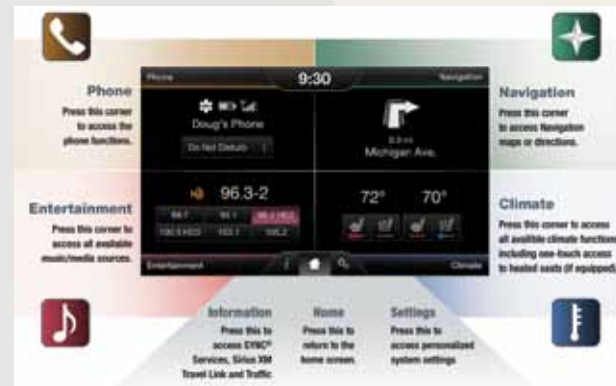 Phone
Press this corner
to access the
phone functions.
Entertainment
Press this corner to
access all available
music/media sources.
Phone
9:30
Navigation
Doug's Phone
Do Not Disturb
Michigan Ave.
96.3-2
72° 70°
Entertainment
Climate
Navigation
Press this corner
to access Navigation
maps or directions.
Climate
Press this corner to access
all availible climate functions
including one-touch access
to heated seats (if equipped)
Information
Press this to
access SYNC®
Services, Sirius XM
Travel Link and Traffic
Home
Press this to
return to the
home screen.
Settings
Press this to
access personalized
system settings